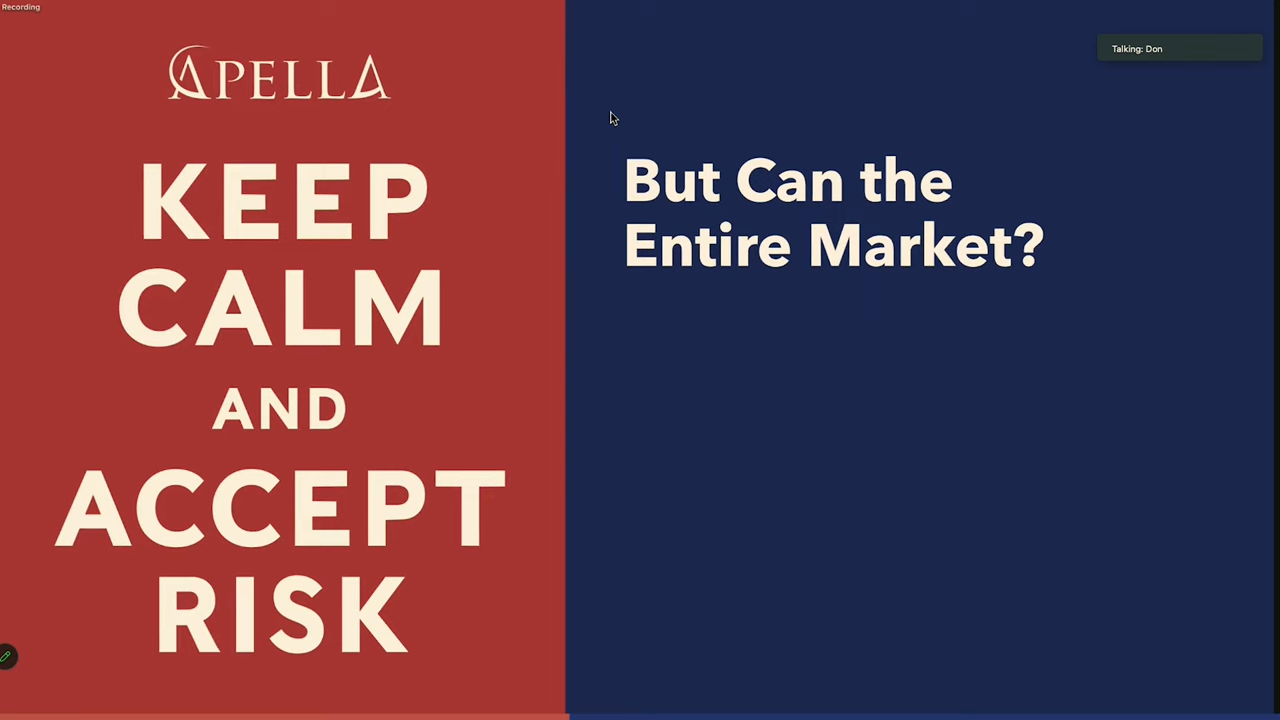 Recording
APELLA
KEEP
CALM
AND
ACCEPT
RISK
Talking: Don
But Can the
Entire Market?